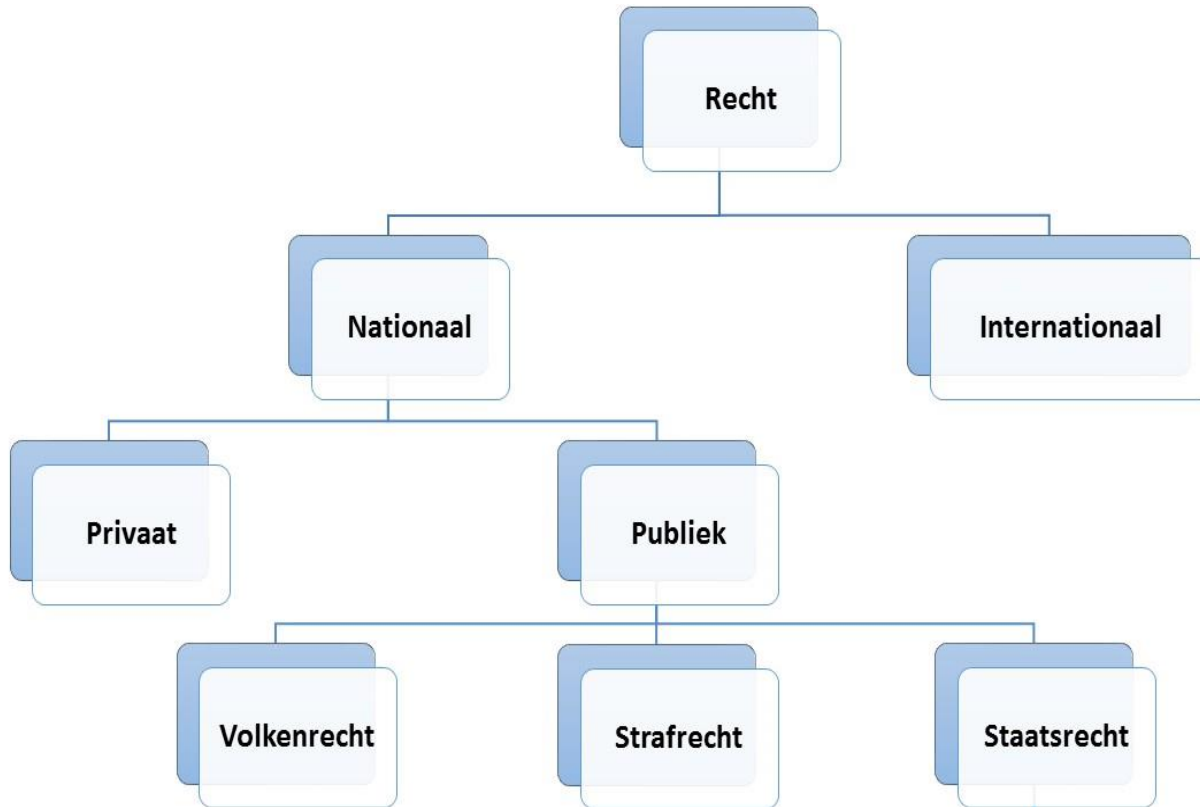 Recht
Nationaal
Internationaal
Privaat
Publiek
Volkenrecht
Strafrecht
Staatsrecht